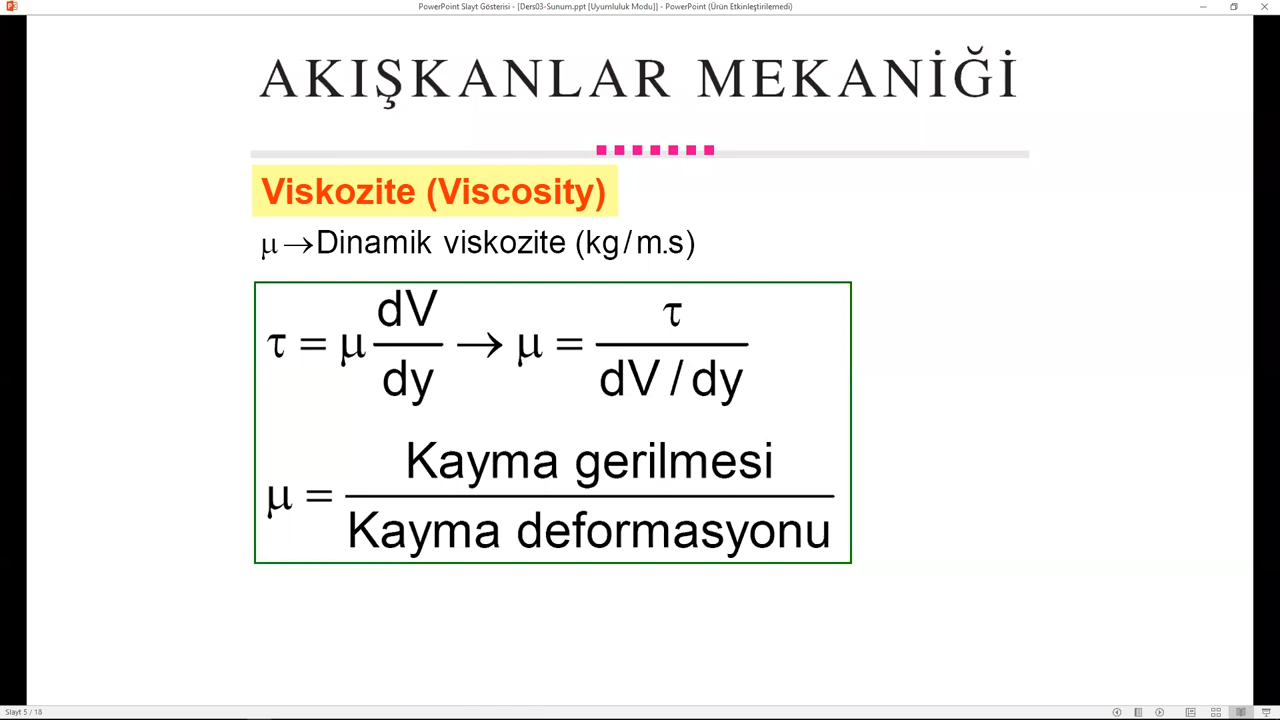 PowerPoint Slayt Gösterisi - [Ders03-Sunum.ppt [Uyumluluk Modu]] - PowerPoint (Ürün Etkinleştirilemedi)
AKIŞKANLAR MEKANİĞİ
Viskozite (Viscosity)
μ → Dinamik viskozite (kg/m.s)
τ = μ dV/dy → μ = τ / (dV/dy)
μ = Kayma gerilmesi / Kayma deformasyonu
Slayt 5 / 18